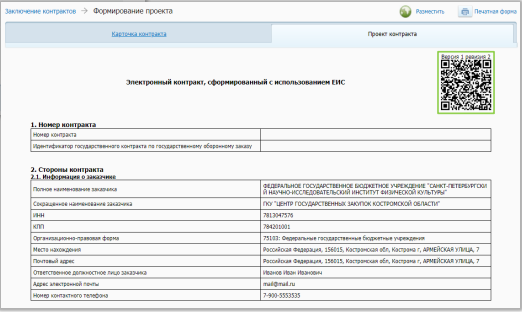 Заключение контрактов → Формирование проекта
Разместить
Печатная форма
Карточка контракта
Проект контракта
Версия 1 ревизия 2
Электронный контракт, сформированный с использованием ЕИС
1. Номер контракта
Номер контракта
Идентификатор государственного контракта по государственному оборонному заказу
2. Стороны контракта
2.1. Информация о заказчике
Полное наименование заказчика
ФЕДЕРАЛЬНОЕ ГОСУДАРСТВЕННОЕ БЮДЖЕТНОЕ УЧРЕЖДЕНИЕ "САНКТ-ПЕТЕРБУРГСКИ
Й НАУЧНО-ИССЛЕДОВАТЕЛЬСКИЙ ИНСТИТУТ ФИЗИЧЕСКОЙ КУЛЬТУРЫ"
Сокращенное наименование заказчика
ГКУ "ЦЕНТР ГОСУДАРСТВЕННЫХ ЗАКУПОК КОСТРОМСКОЙ ОБЛАСТИ"
ИНН
7813047576
КПП
784201001
Организационно-правовая форма
75103: Федеральные государственные бюджетные учреждения
Место нахождения
Российская Федерация, 156015, Костромская обл, Кострома г, АРМЕЙСКАЯ УЛИЦА, 7
Почтовый адрес
Российская Федерация, 156015, Костромская обл, Кострома г, АРМЕЙСКАЯ УЛИЦА, 7
Ответственное должностное лицо заказчика
Иванов Иван Иванович
Адрес электронной почты
mail@mail.ru
Номер контактного телефона
7-900-5553535